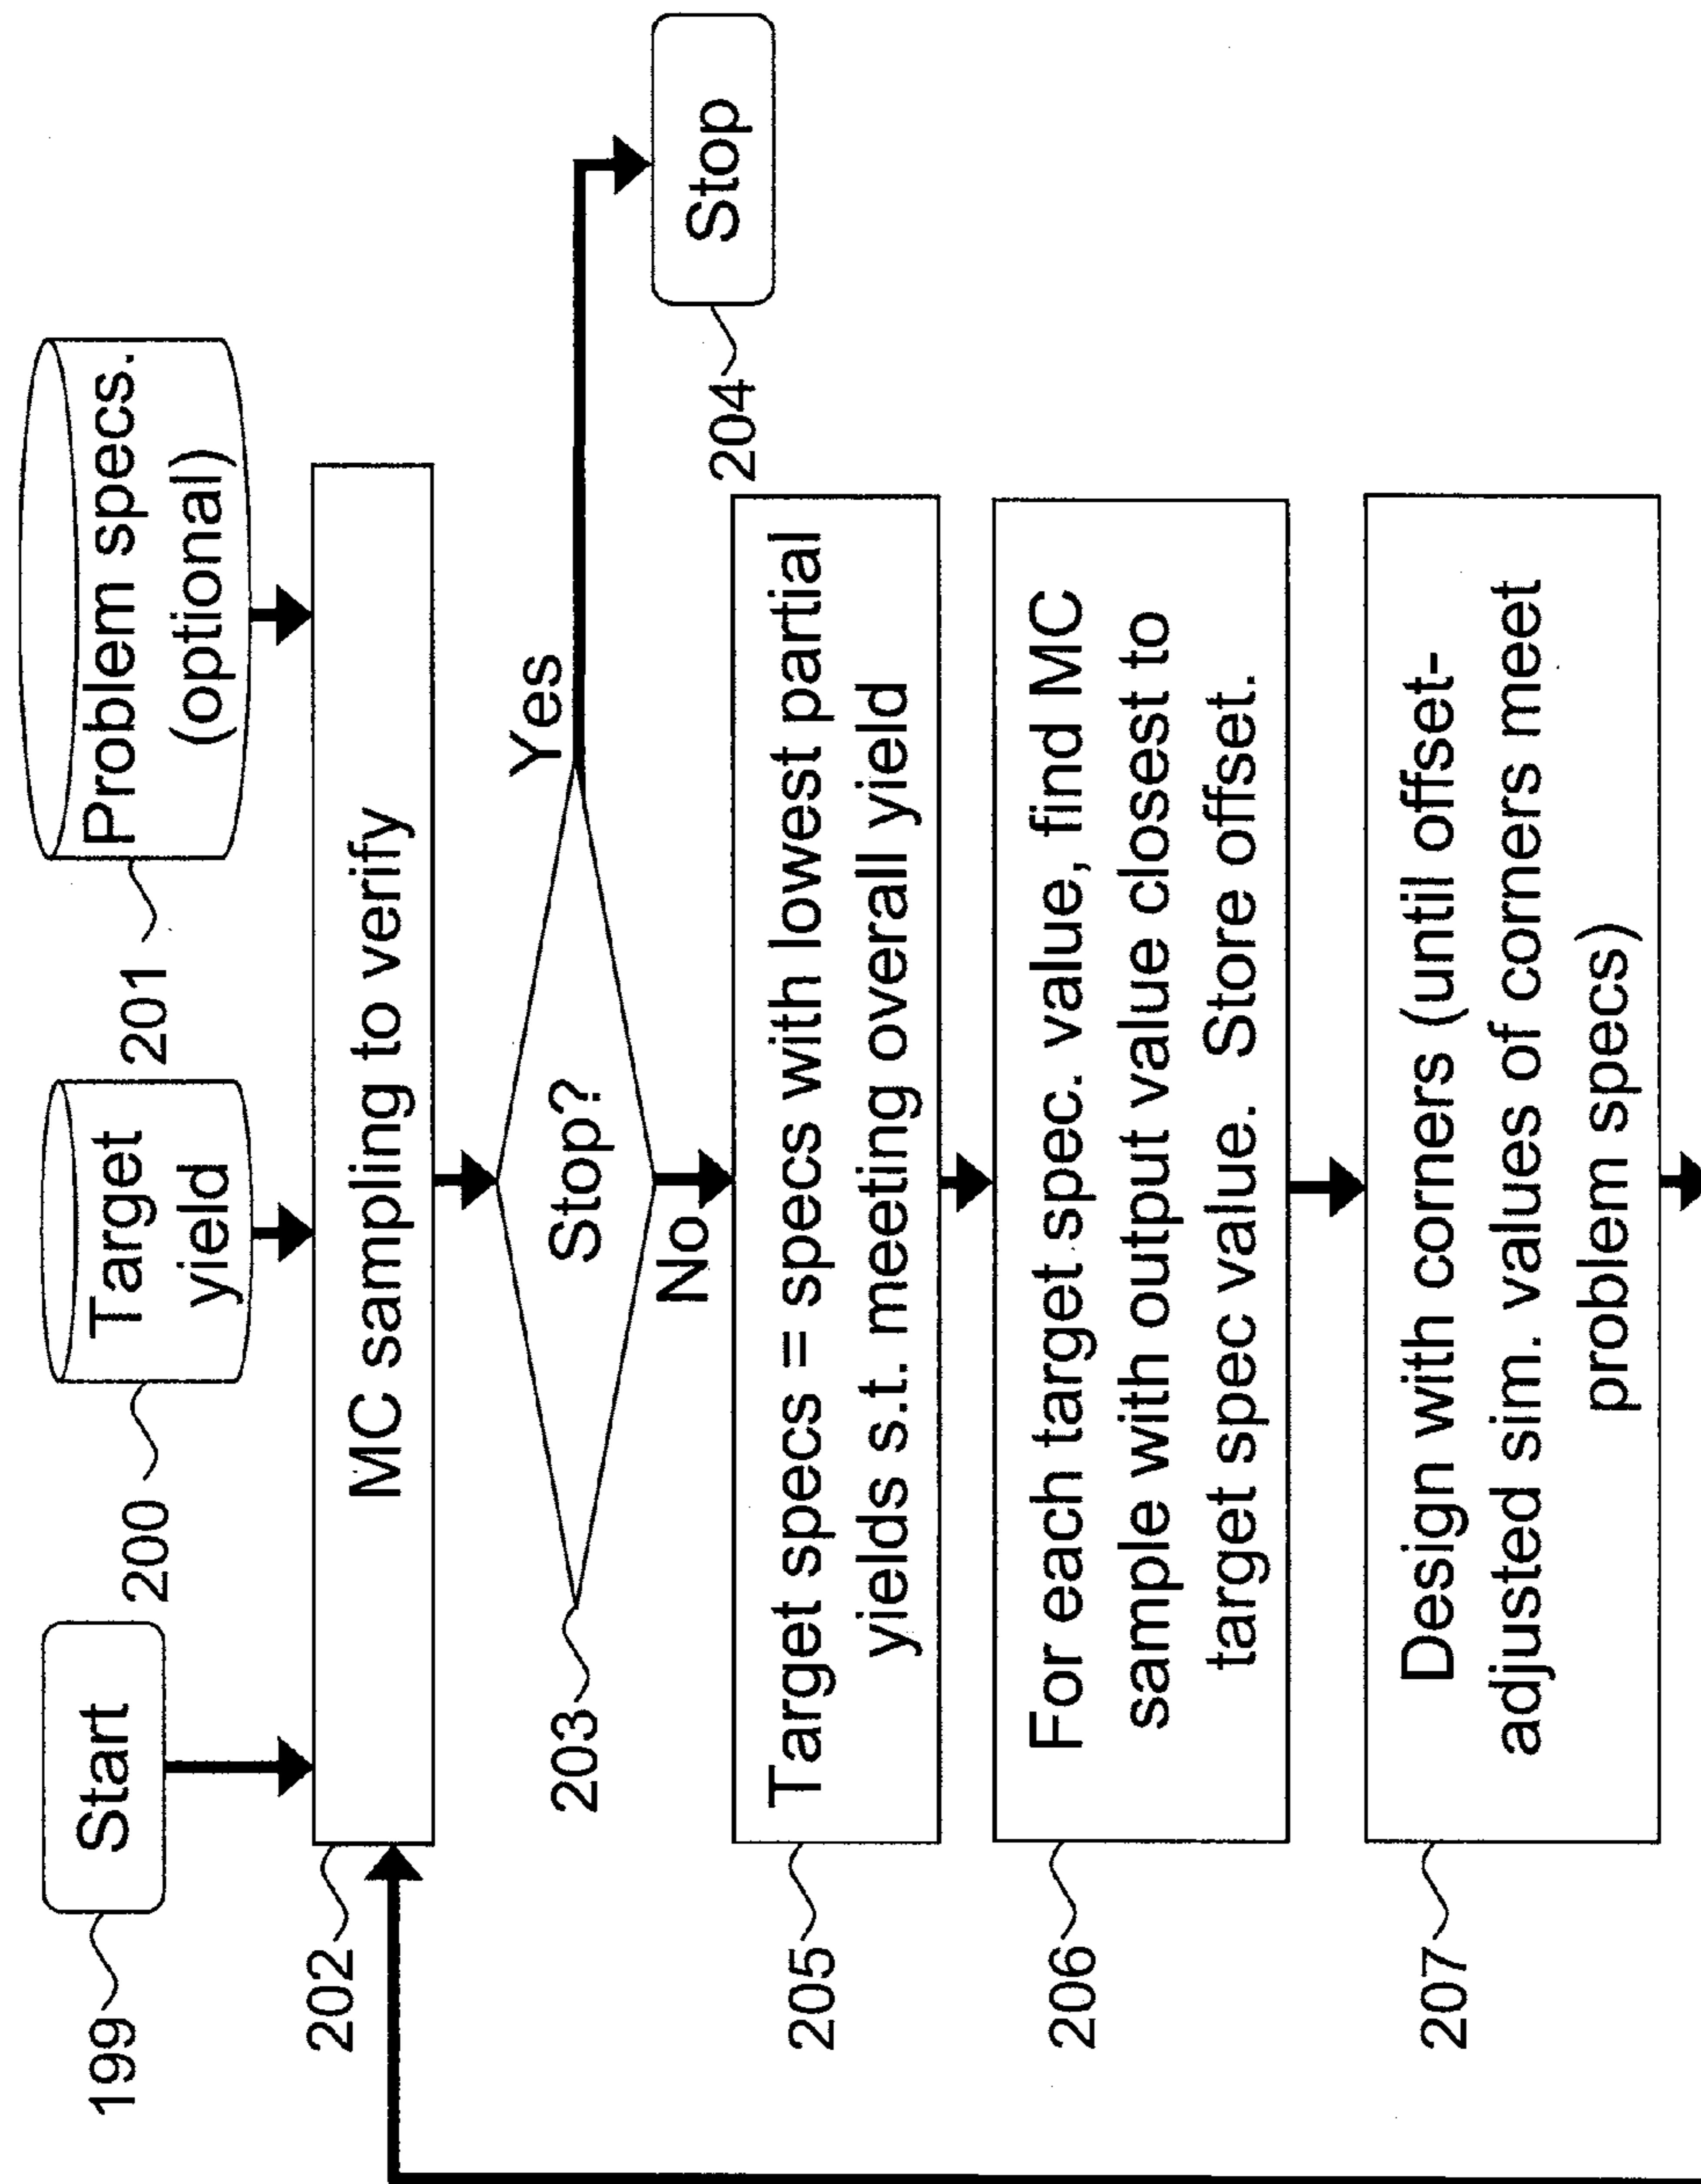 199
Start
200
Target
yield
201
Problem specs.
(optional)
202
MC sampling to verify
203
Stop?
Yes
204
Stop
No
205
Target specs = specs with lowest partial
yields s.t. meeting overall yield
206
For each target spec. value, find MC
sample with output value closest to
target spec value. Store offset.
207
Design with corners (until offset-
adjusted sim. values of corners meet
problem specs)